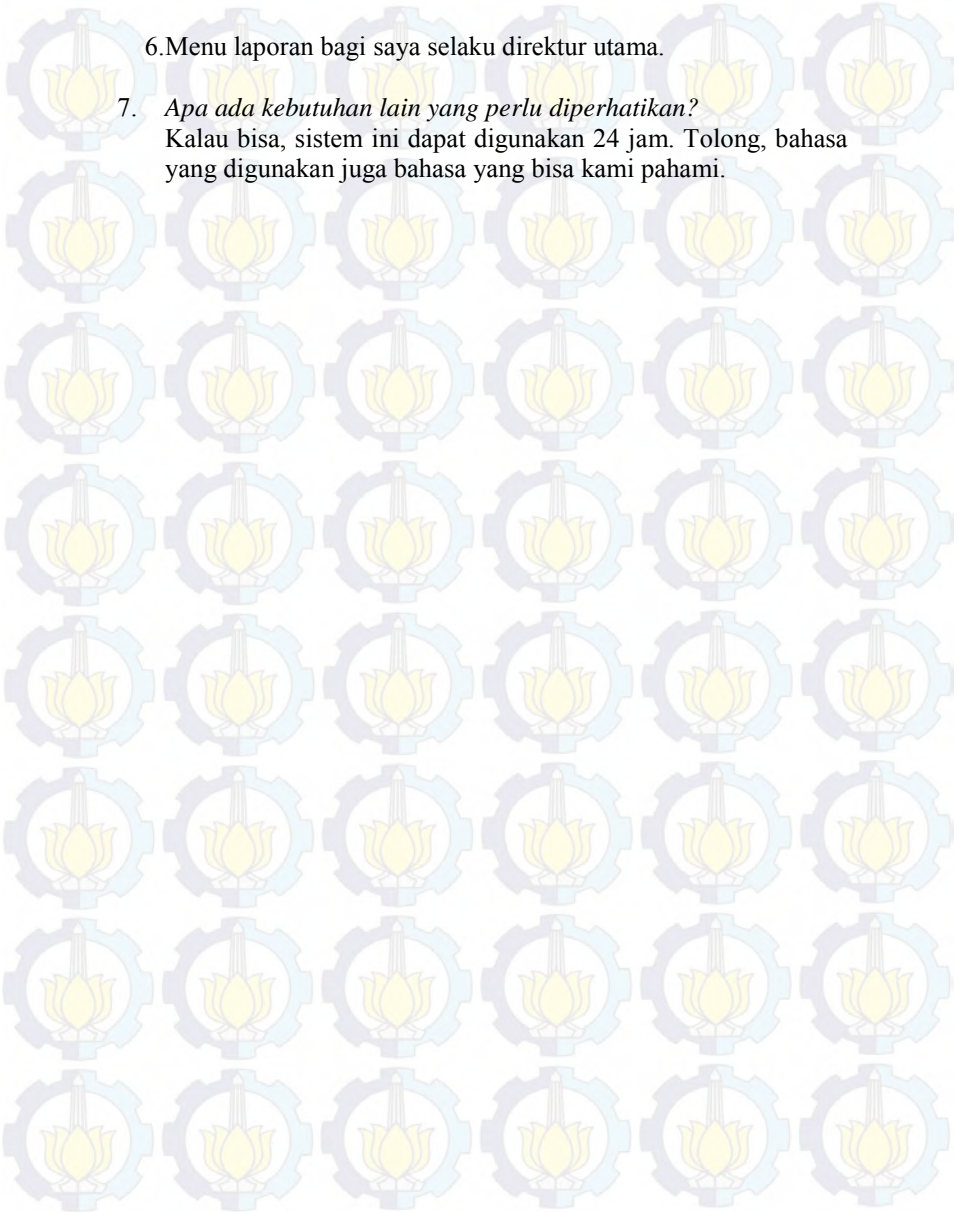 6.Menu laporan bagi saya selaku direktur utama.
7. Apa ada kebutuhan lain yang perlu diperhatikan?
Kalau bisa, sistem ini dapat digunakan 24 jam. Tolong, bahasa
yang digunakan juga bahasa yang bisa kami pahami.